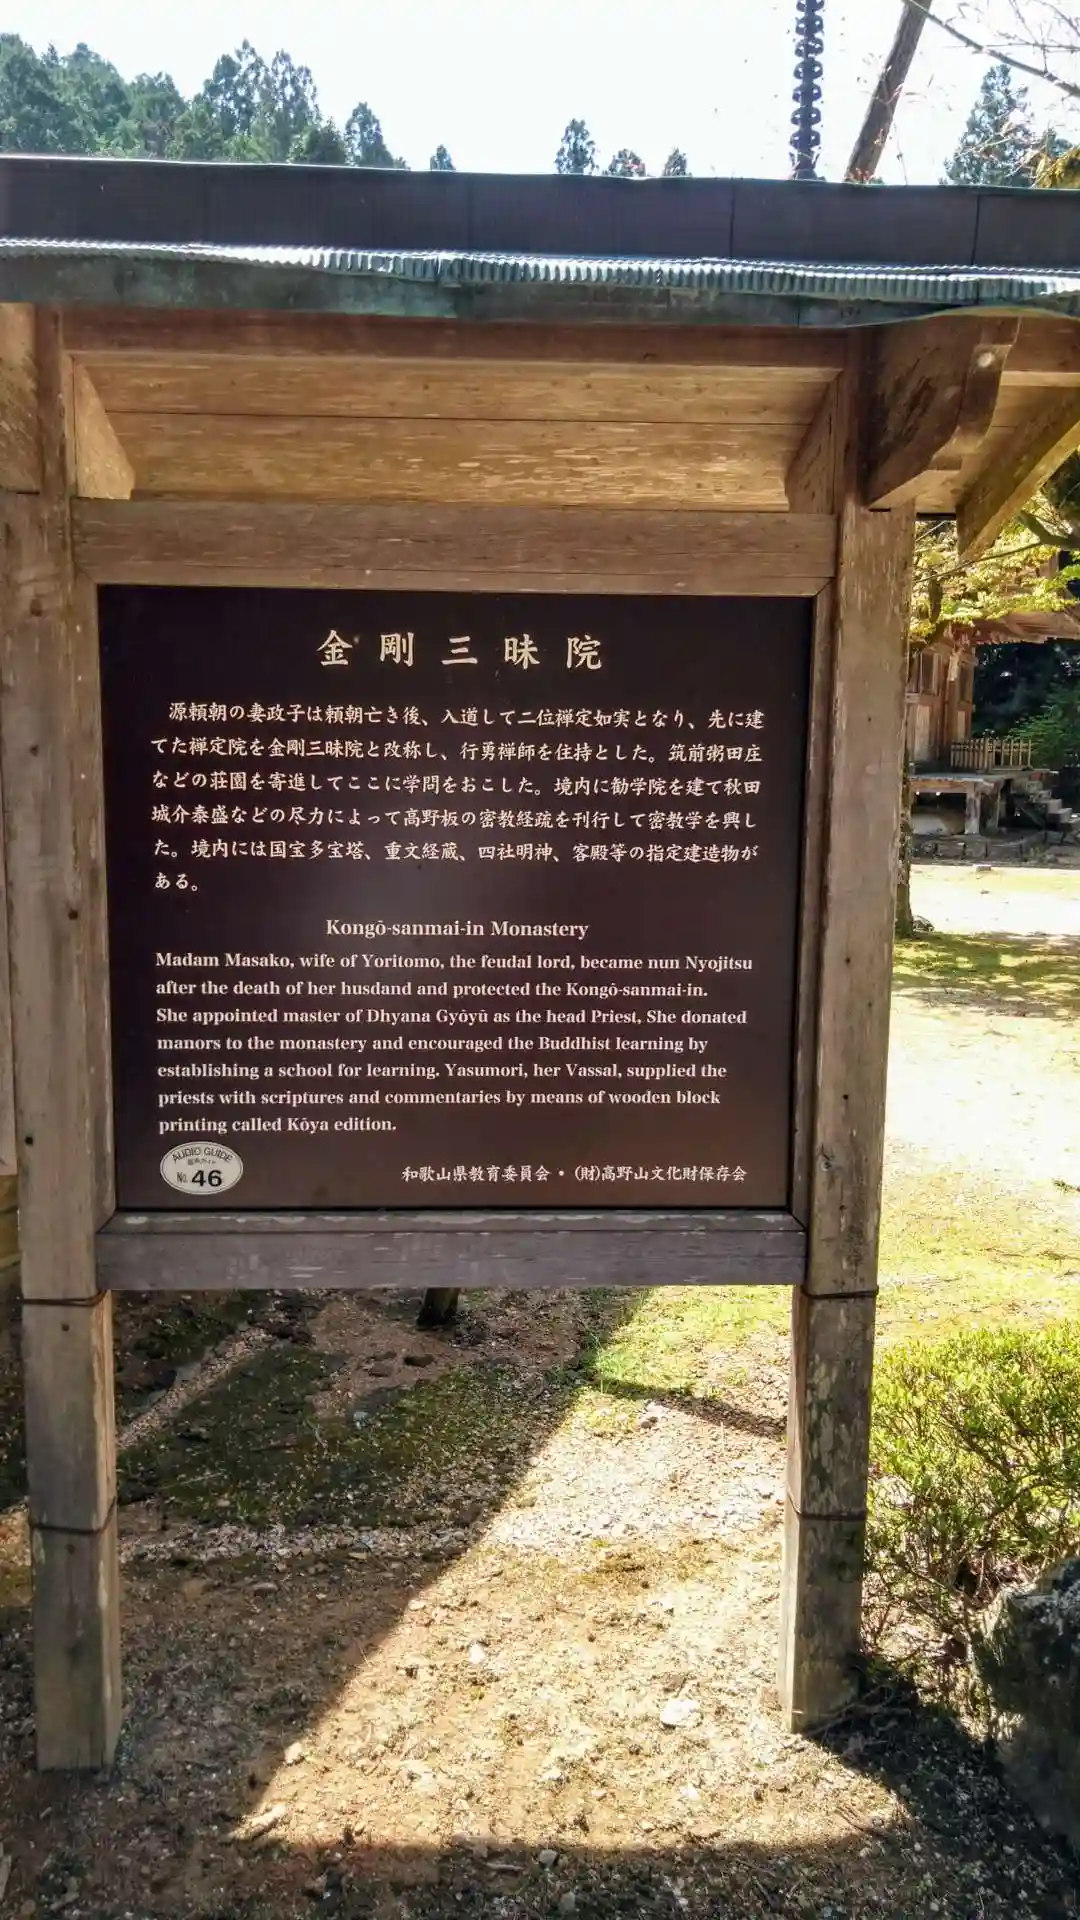 金剛三昧院
源頼朝の妻政子は頼朝亡き後、入道して二位禅定如実となり、先に建
てた禅定院を金剛三昧院と改称し、行勇禅師を住持とした。筑前粥田庄
などの荘園を寄進してここに学問をおこした。境内に勧学院を建て秋田
城介泰盛などの尽力によって高野板の密教経疏を刊行して密教学を興し
た。境内には国宝多宝塔、重文経蔵、四社明神、客殿等の指定建造物が
ある。
Kongō-sanmai-in Monastery
Madam Masako, wife of Yoritomo, the feudal lord, became nun Nyojitsu
after the death of her husdand and protected the Kongō-sanmai-in.
She appointed master of Dhyana Gyōyū as the head Priest, She donated
manors to the monastery and encouraged the Buddhist learning by
establishing a school for learning. Yasumori, her Vassal, supplied the
priests with scriptures and commentaries by means of wooden block
printing called Kōya edition.
AUDIO GUIDE
音声ガイド
No. 46
和歌山県教育委員会・(財)高野山文化財保存会